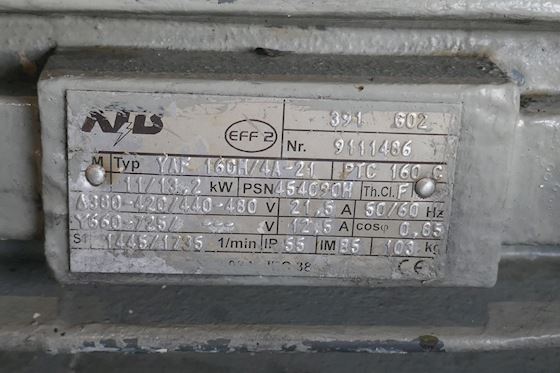 391 602
EFF 2
Nr. 9111486
M Typ 160M/4A-21 PTC 160 C
11/13.2 kW PSN 454090H Th.Cl. F
Δ380-420/440-480 V 21.5 A 50/60 Hz
Y660-725/ V 12.5 A cosφ 0.85
S1 1445/1735 1/min IP 55 IM B5 103 kg
CE